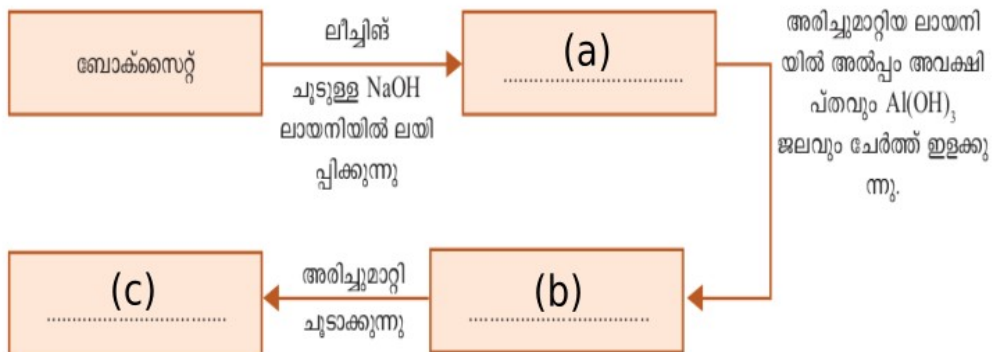 ബോക്സൈറ്റ്
ലീച്ചിങ്
ചൂടുള്ള NaOH
ലായനിയിൽ ലയി
പ്പിക്കുന്നു
(a)
..........................................
അരിച്ചുമാറ്റിയ ലായനി
യിൽ അൽപ്പം അവക്ഷി
പ്തവും Al(OH)₃
ജലവും ചേർത്ത് ഇളക്കു
ന്നു.
(b)
..........................................
അരിച്ചുമാറ്റി
ചൂടാക്കുന്നു
(c)
..........................................